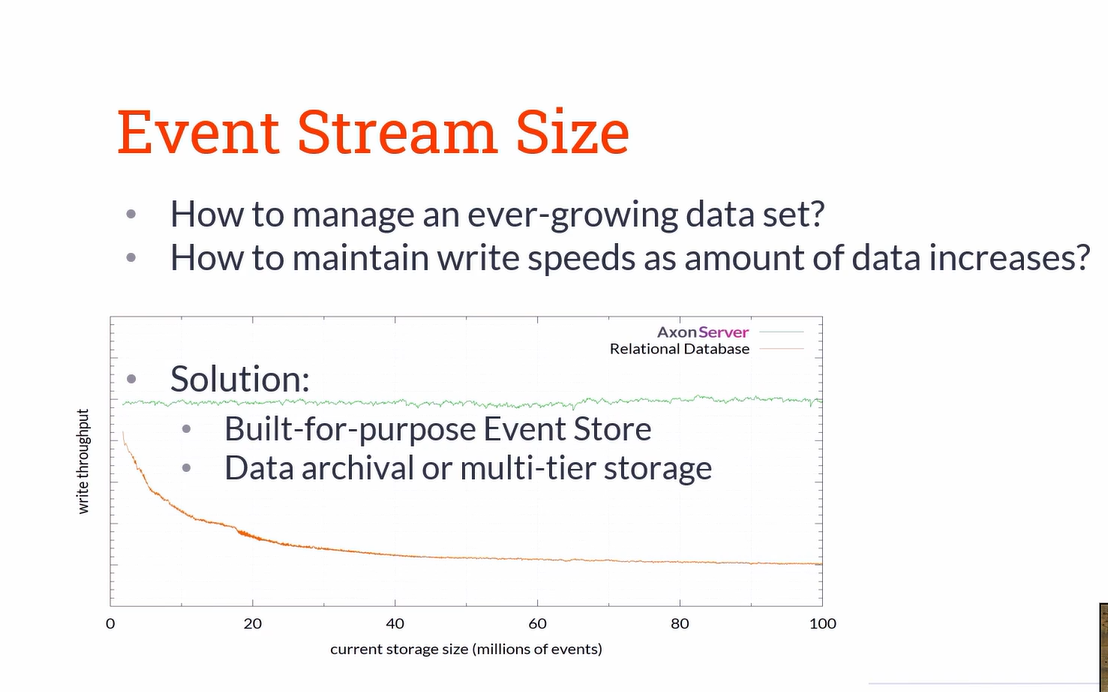 Event Stream Size
• How to manage an ever-growing data set?
• How to maintain write speeds as amount of data increases?
AxonServer
Relational Database
• Solution:
• Built-for-purpose Event Store
• Data archival or multi-tier storage
write throughput
0 20 40 60 80 100
current storage size (millions of events)